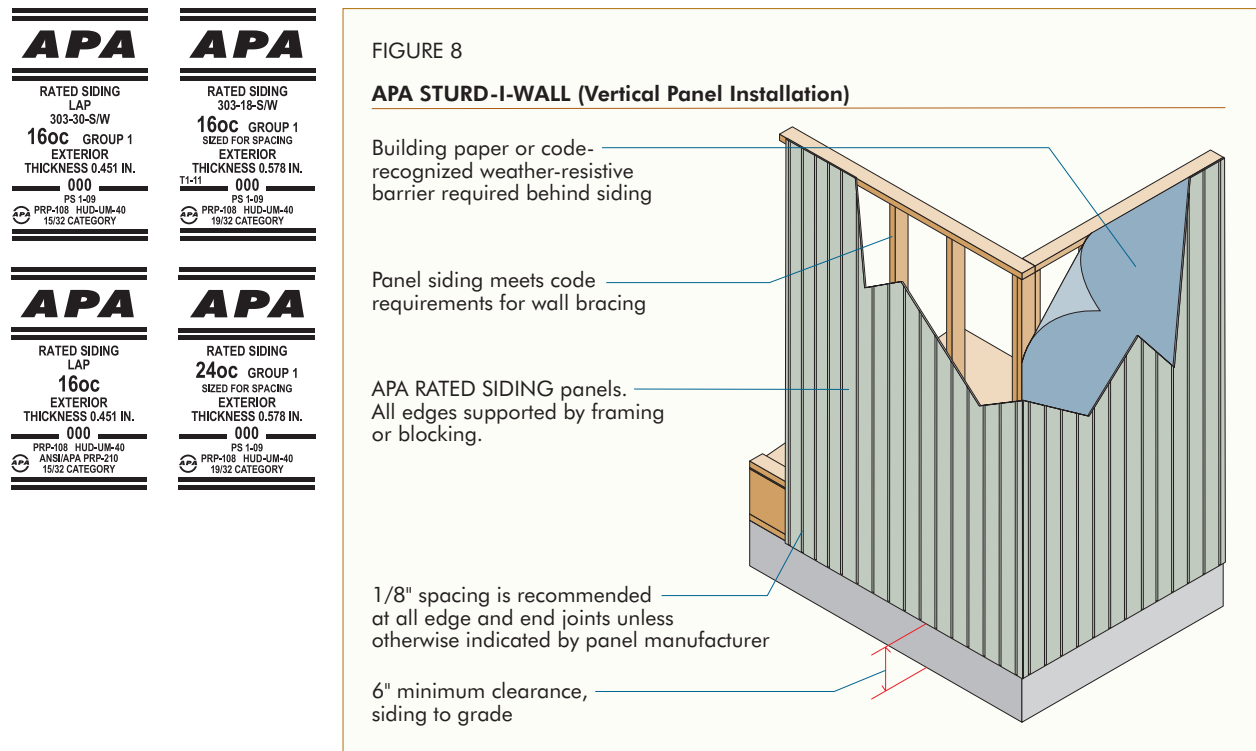 APA
RATED SIDING
LAP
303-30-S/W
16oc GROUP 1
EXTERIOR
THICKNESS 0.451 IN.
000
PS 1-09
APA PRP-108 HUD-UM-40
15/32 CATEGORY
APA
RATED SIDING
303-18-S/W
16oc GROUP 1
SIZED FOR SPACING
EXTERIOR
THICKNESS 0.578 IN.
T1-11 000
PS 1-09
APA PRP-108 HUD-UM-40
19/32 CATEGORY
APA
RATED SIDING
LAP
16oc
EXTERIOR
THICKNESS 0.451 IN.
000
PRP-108 HUD-UM-40
APA ANSI/APA PRP-210
15/32 CATEGORY
APA
RATED SIDING
24oc GROUP 1
SIZED FOR SPACING
EXTERIOR
THICKNESS 0.578 IN.
000
PS 1-09
APA PRP-108 HUD-UM-40
19/32 CATEGORY
FIGURE 8
APA STURD-I-WALL (Vertical Panel Installation)
Building paper or code-
recognized weather-resistive
barrier required behind siding
Panel siding meets code
requirements for wall bracing
APA RATED SIDING panels.
All edges supported by framing
or blocking.
1/8" spacing is recommended
at all edge and end joints unless
otherwise indicated by panel manufacturer
6" minimum clearance,
siding to grade